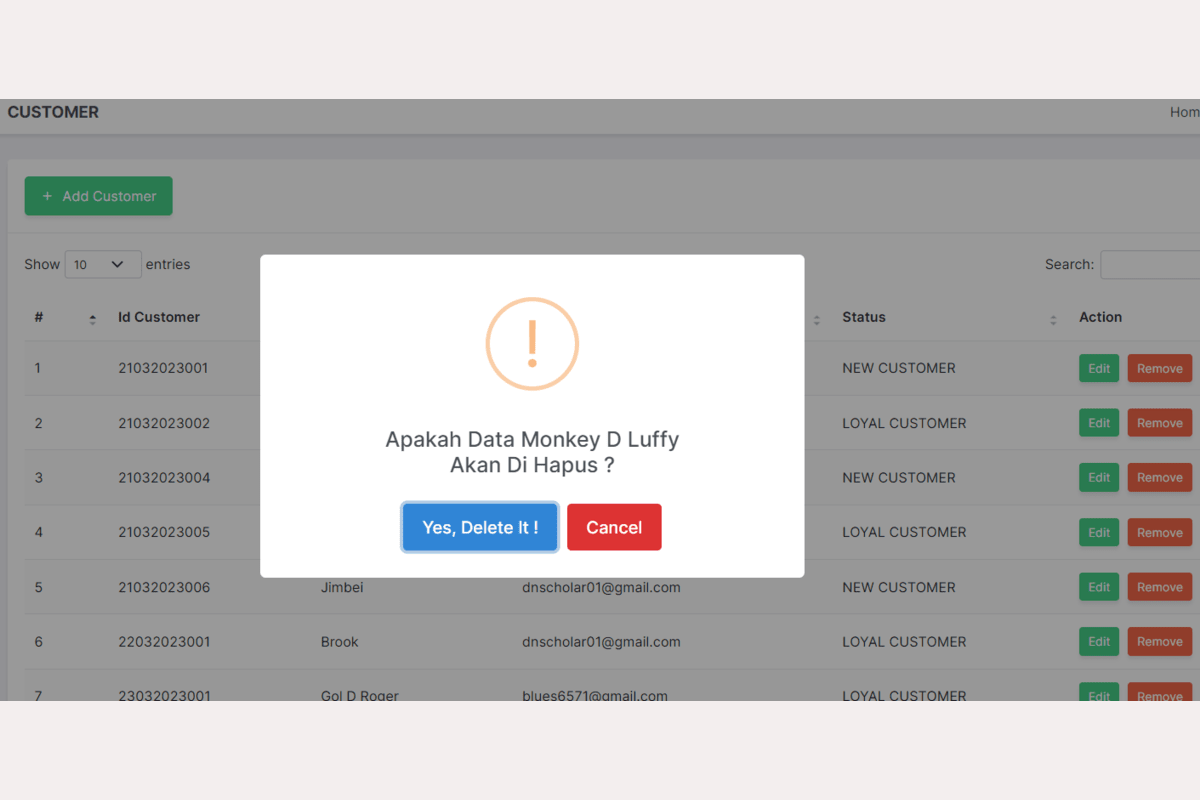 CUSTOMER Hom
+ Add Customer
Show 10 entries Search:
# Id Customer Status Action
1 21032023001 NEW CUSTOMER Edit Remove
2 21032023002 LOYAL CUSTOMER Edit Remove
3 21032023004 NEW CUSTOMER Edit Remove
4 21032023005 LOYAL CUSTOMER Edit Remove
5 21032023006 Jimbei dnscholar01@gmail.com NEW CUSTOMER Edit Remove
6 22032023001 Brook dnscholar01@gmail.com LOYAL CUSTOMER Edit Remove
7 23032023001 Gol D Roger blues6571@gmail.com LOYAL CUSTOMER Edit Remove
!
Apakah Data Monkey D Luffy
Akan Di Hapus ?
Yes, Delete It ! Cancel